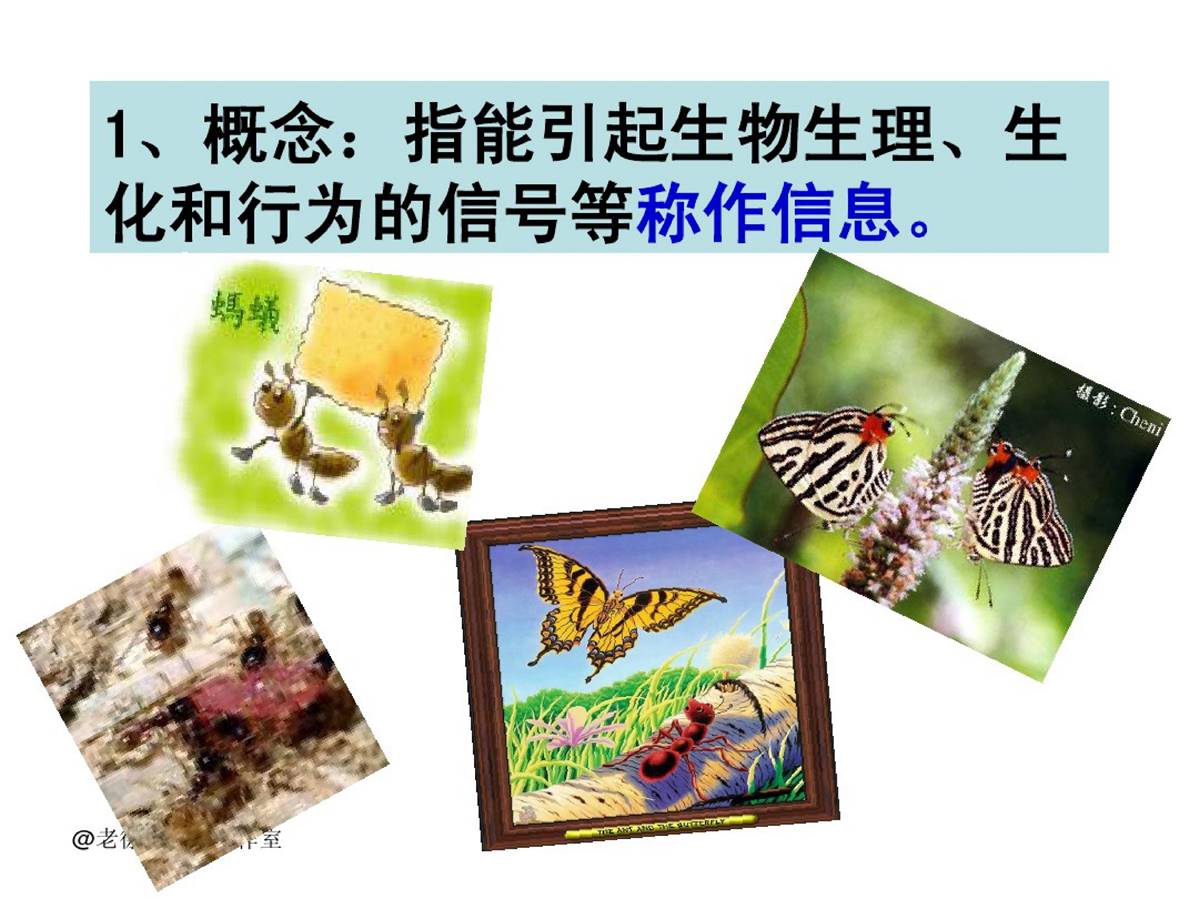 1、概念：指能引起生物生理、生
化和行为的信号等称作信息。
螞蟻
攝影 : Cheni
THE ANT AND THE BUTTERFLY
@老
作室